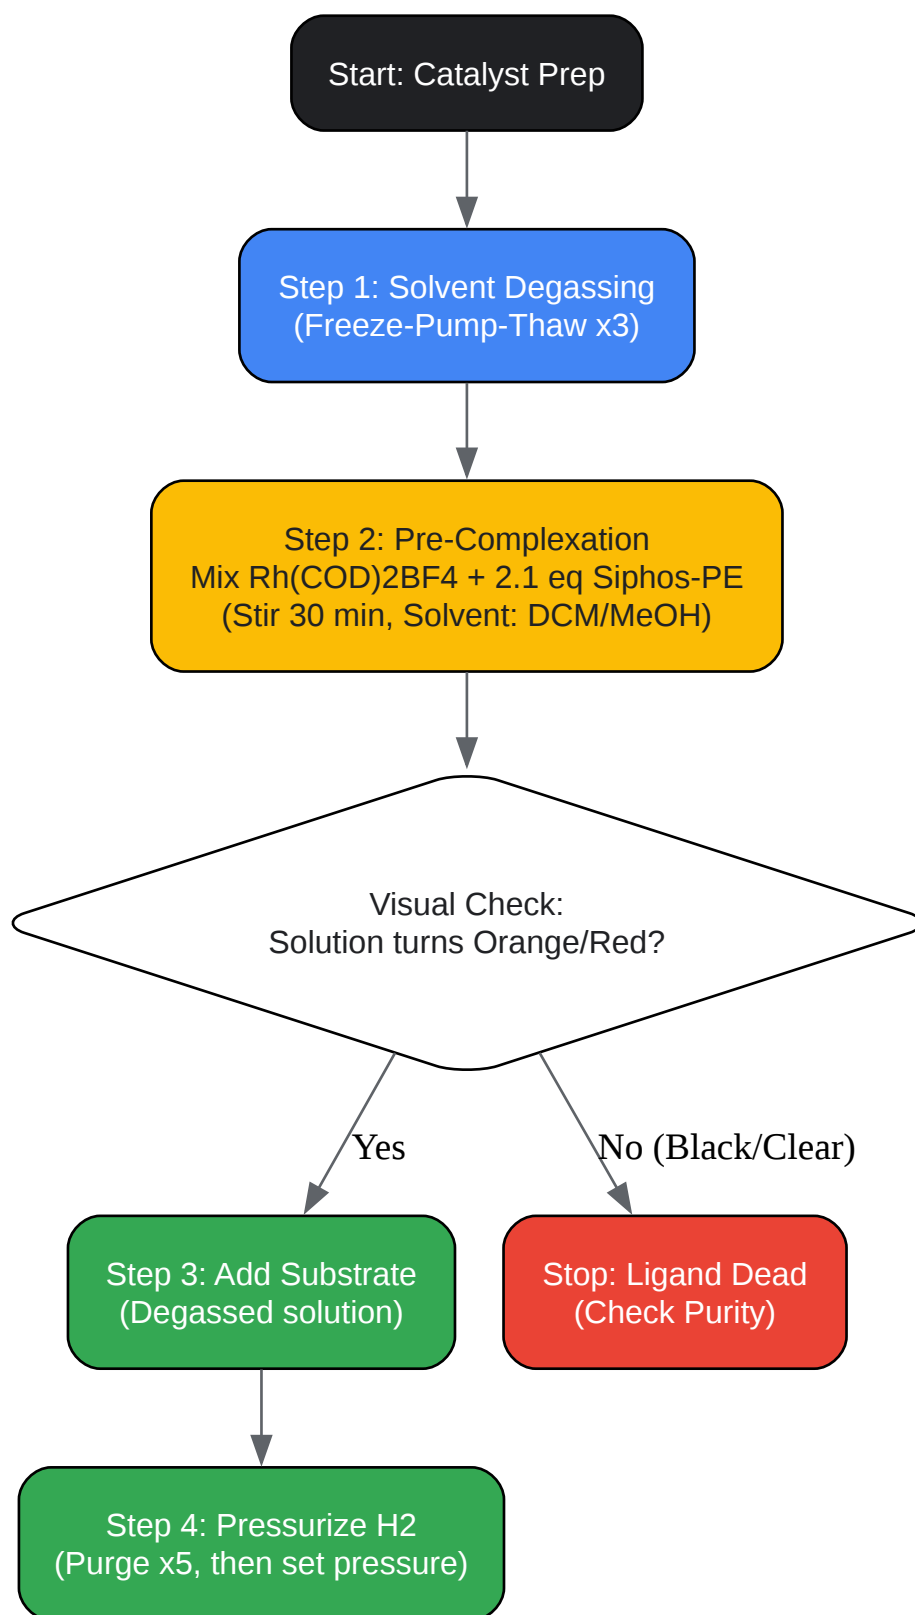 Start: Catalyst Prep
Step 1: Solvent Degassing
(Freeze-Pump-Thaw x3)
Step 2: Pre-Complexation
Mix Rh(COD)2BF4 + 2.1 eq Siphos-PE
(Stir 30 min, Solvent: DCM/MeOH)
Visual Check:
Solution turns Orange/Red?
Yes
No (Black/Clear)
Step 3: Add Substrate
(Degassed solution)
Stop: Ligand Dead
(Check Purity)
Step 4: Pressurize H2
(Purge x5, then set pressure)